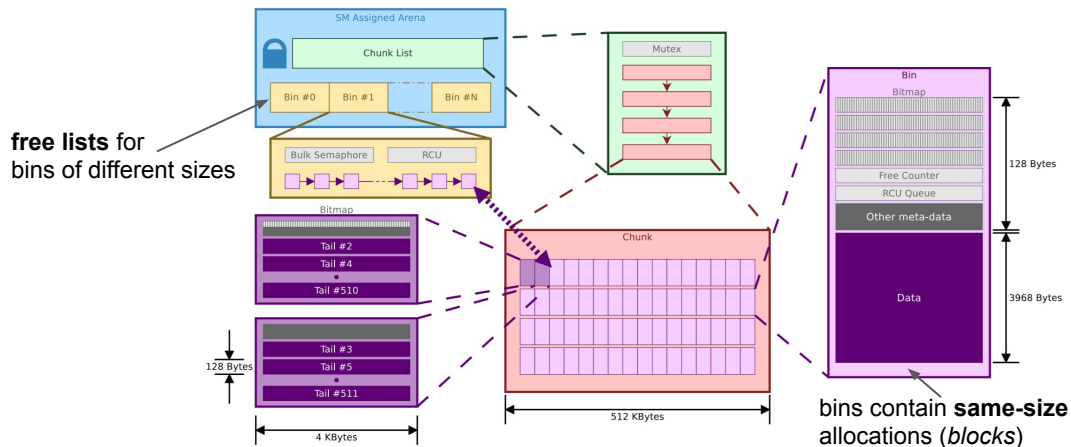 SM Assigned Arena
Chunk List
Bin #0
Bin #1
Bin #N
free lists for
bins of different sizes
Bulk Semaphore
RCU
Mutex
Bitmap
Tail #2
Tail #4
Tail #510
Tail #3
Tail #5
Tail #511
128 Bytes
4 KBytes
Chunk
512 KBytes
Bin
Bitmap
Free Counter
RCU Queue
Other meta-data
Data
128 Bytes
3968 Bytes
bins contain same-size
allocations (blocks)